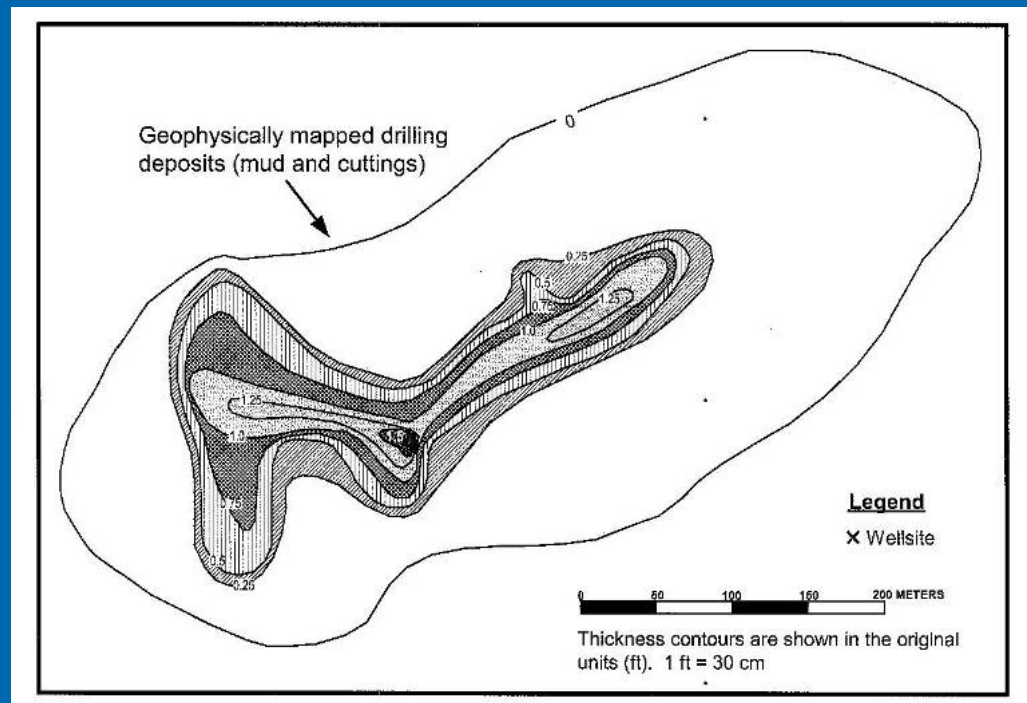 0
Geophysically mapped drilling
deposits (mud and cuttings)
0.25
0.5
0.75
1.25
1.0
1.25
1.0
0.75
0.5
0.25
Legend
X Wellsite
0 50 100 150 200 METERS
Thickness contours are shown in the original
units (ft). 1 ft = 30 cm